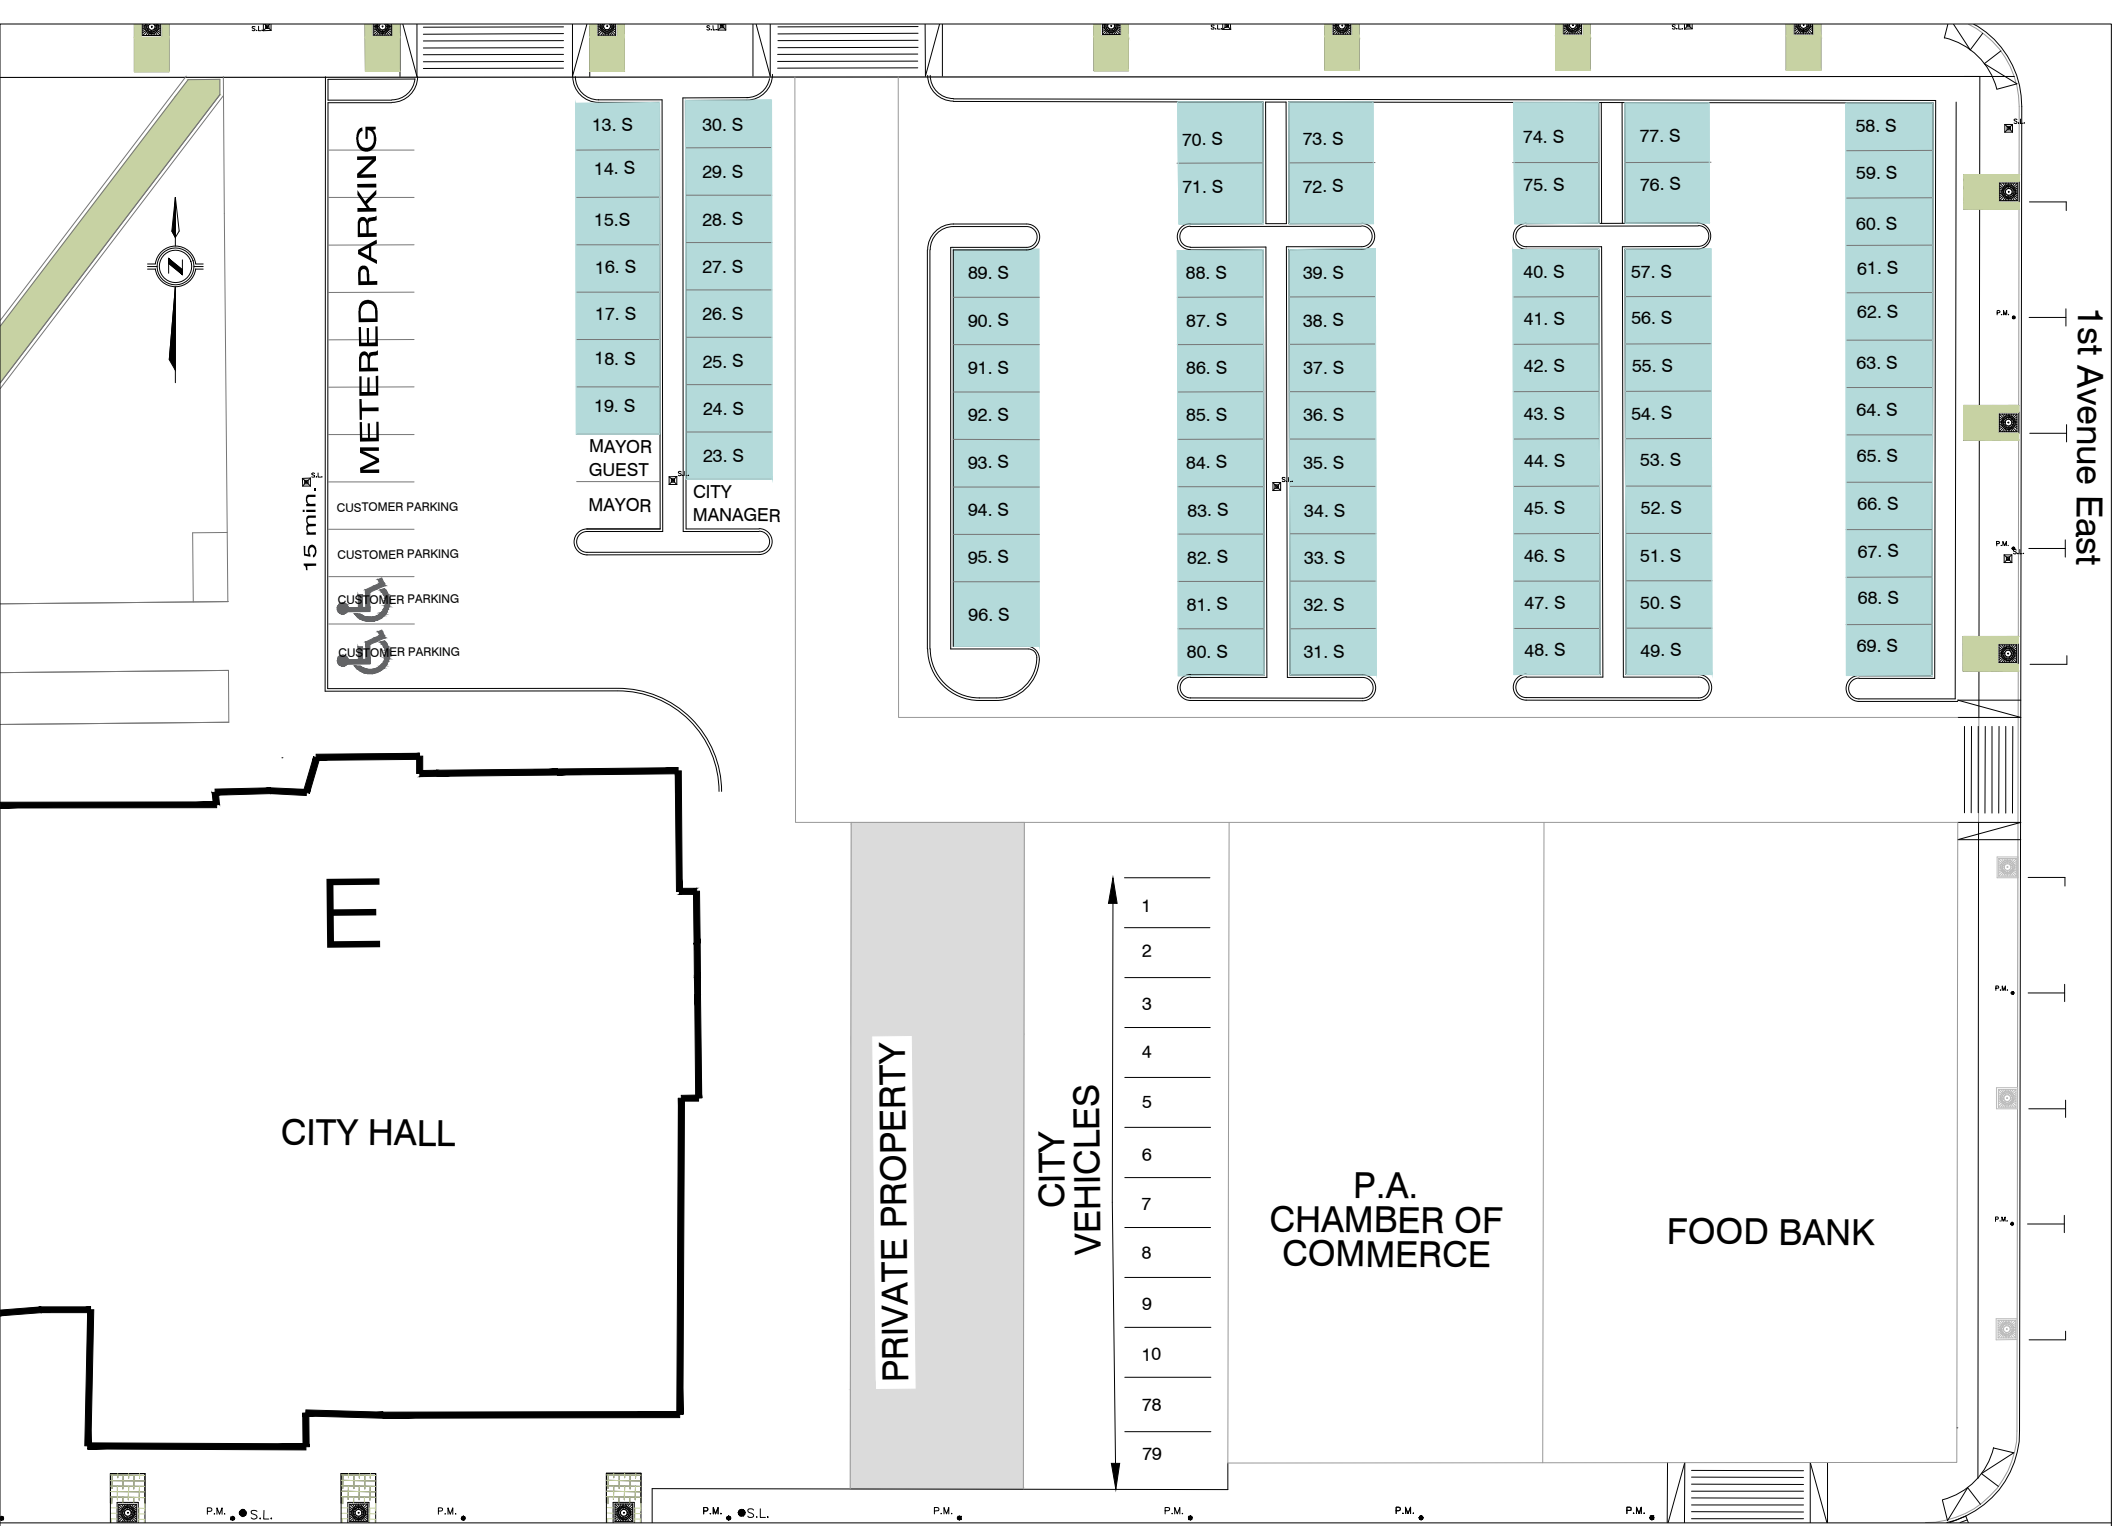 S.L.
S.L.
S.L.
S.L.
METERED PARKING
13. S
14. S
15.S
16. S
17. S
18. S
19. S
MAYOR
GUEST
MAYOR
30. S
29. S
28. S
27. S
26. S
25. S
24. S
23. S
CITY
MANAGER
S.L.
S.L.
15 min.
CUSTOMER PARKING
CUSTOMER PARKING
CUSTOMER PARKING
CUSTOMER PARKING
Z
89. S
90. S
91. S
92. S
93. S
94. S
95. S
96. S
70. S
71. S
88. S
87. S
86. S
85. S
84. S
83. S
82. S
81. S
80. S
73. S
72. S
39. S
38. S
37. S
36. S
35. S
34. S
33. S
32. S
31. S
S.L.
74. S
75. S
40. S
41. S
42. S
43. S
44. S
45. S
46. S
47. S
48. S
77. S
76. S
57. S
56. S
55. S
54. S
53. S
52. S
51. S
50. S
49. S
58. S
59. S
60. S
61. S
62. S
63. S
64. S
65. S
66. S
67. S
68. S
69. S
S.L.
P.M.
P.M.
S.L.
1st Avenue East
E
CITY HALL
PRIVATE PROPERTY
CITY
VEHICLES
1
2
3
4
5
6
7
8
9
10
78
79
P.A.
CHAMBER OF
COMMERCE
FOOD BANK
P.M.
P.M.
P.M.
S.L.
P.M.
P.M.
S.L.
P.M.
P.M.
P.M.
P.M.